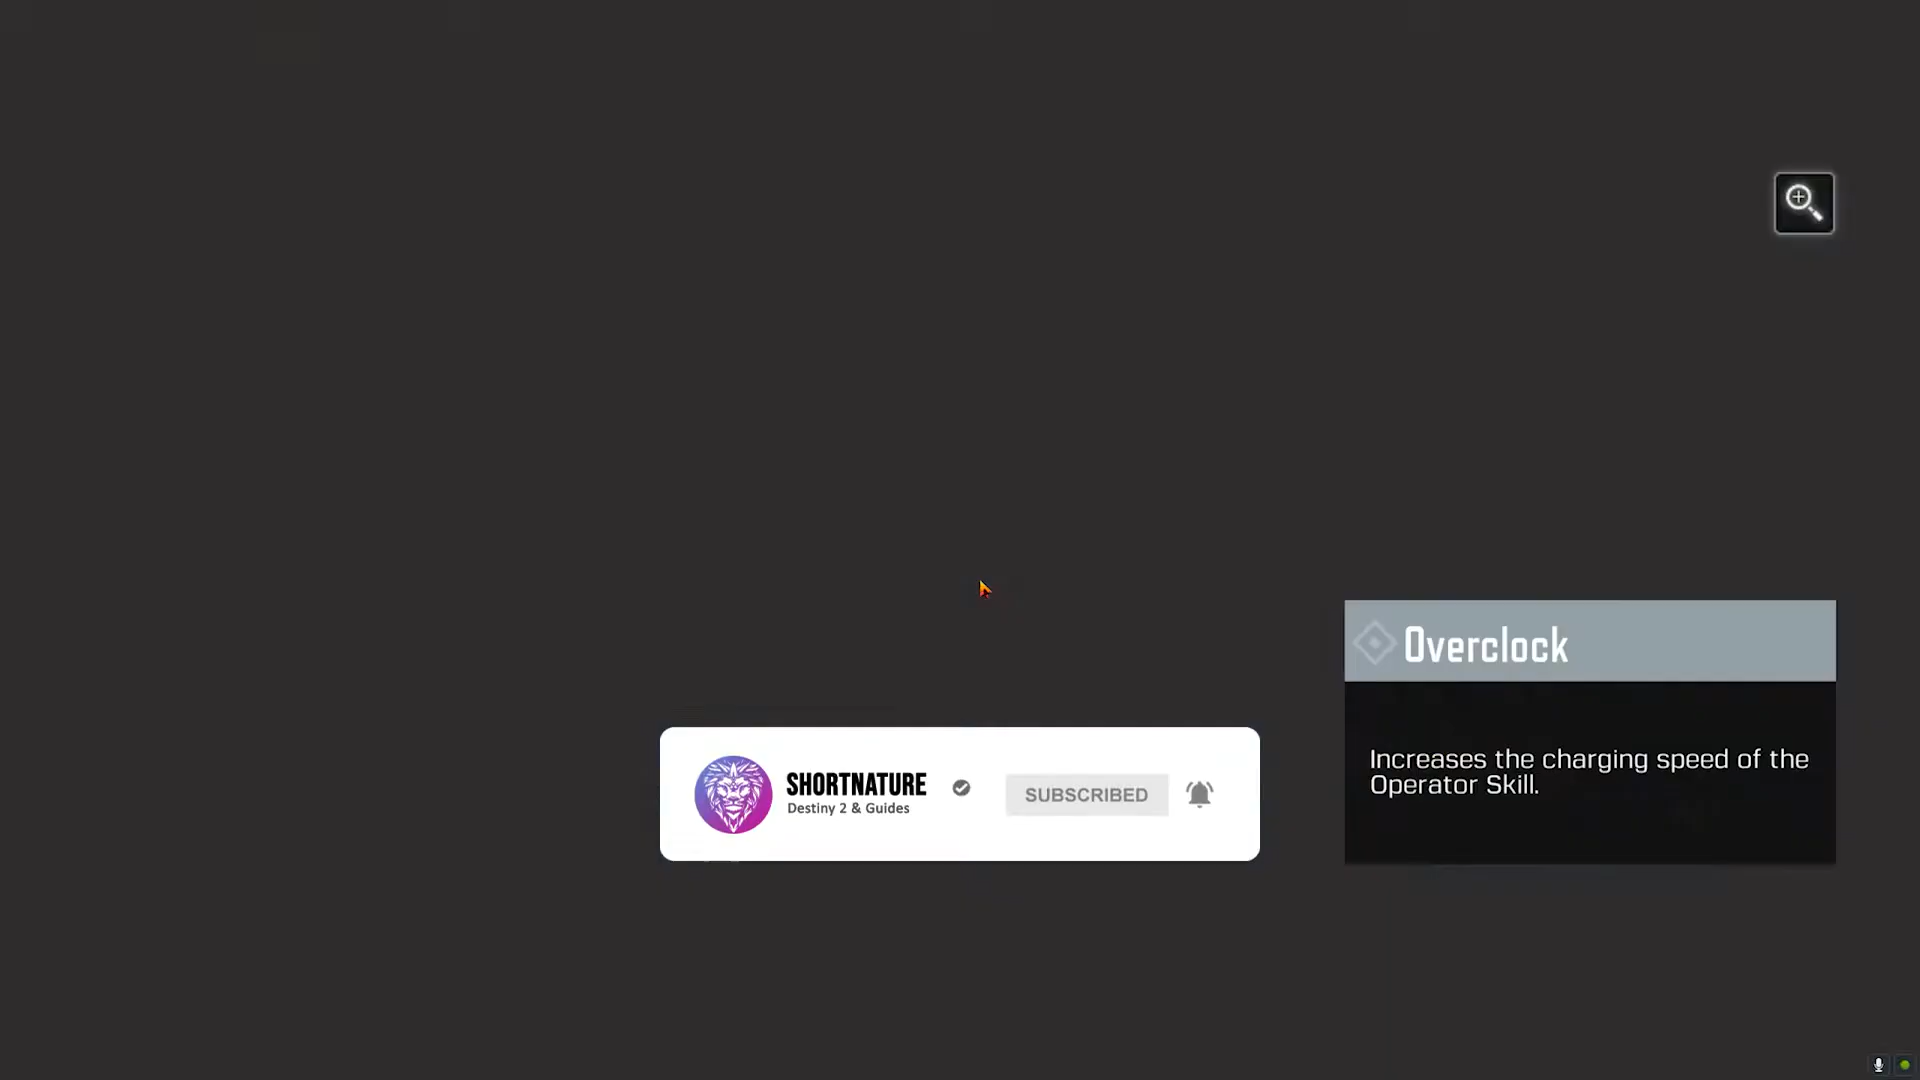 Overclock
Increases the charging speed of the
Operator Skill.
SHORTNATURE
Destiny 2 & Guides
SUBSCRIBED